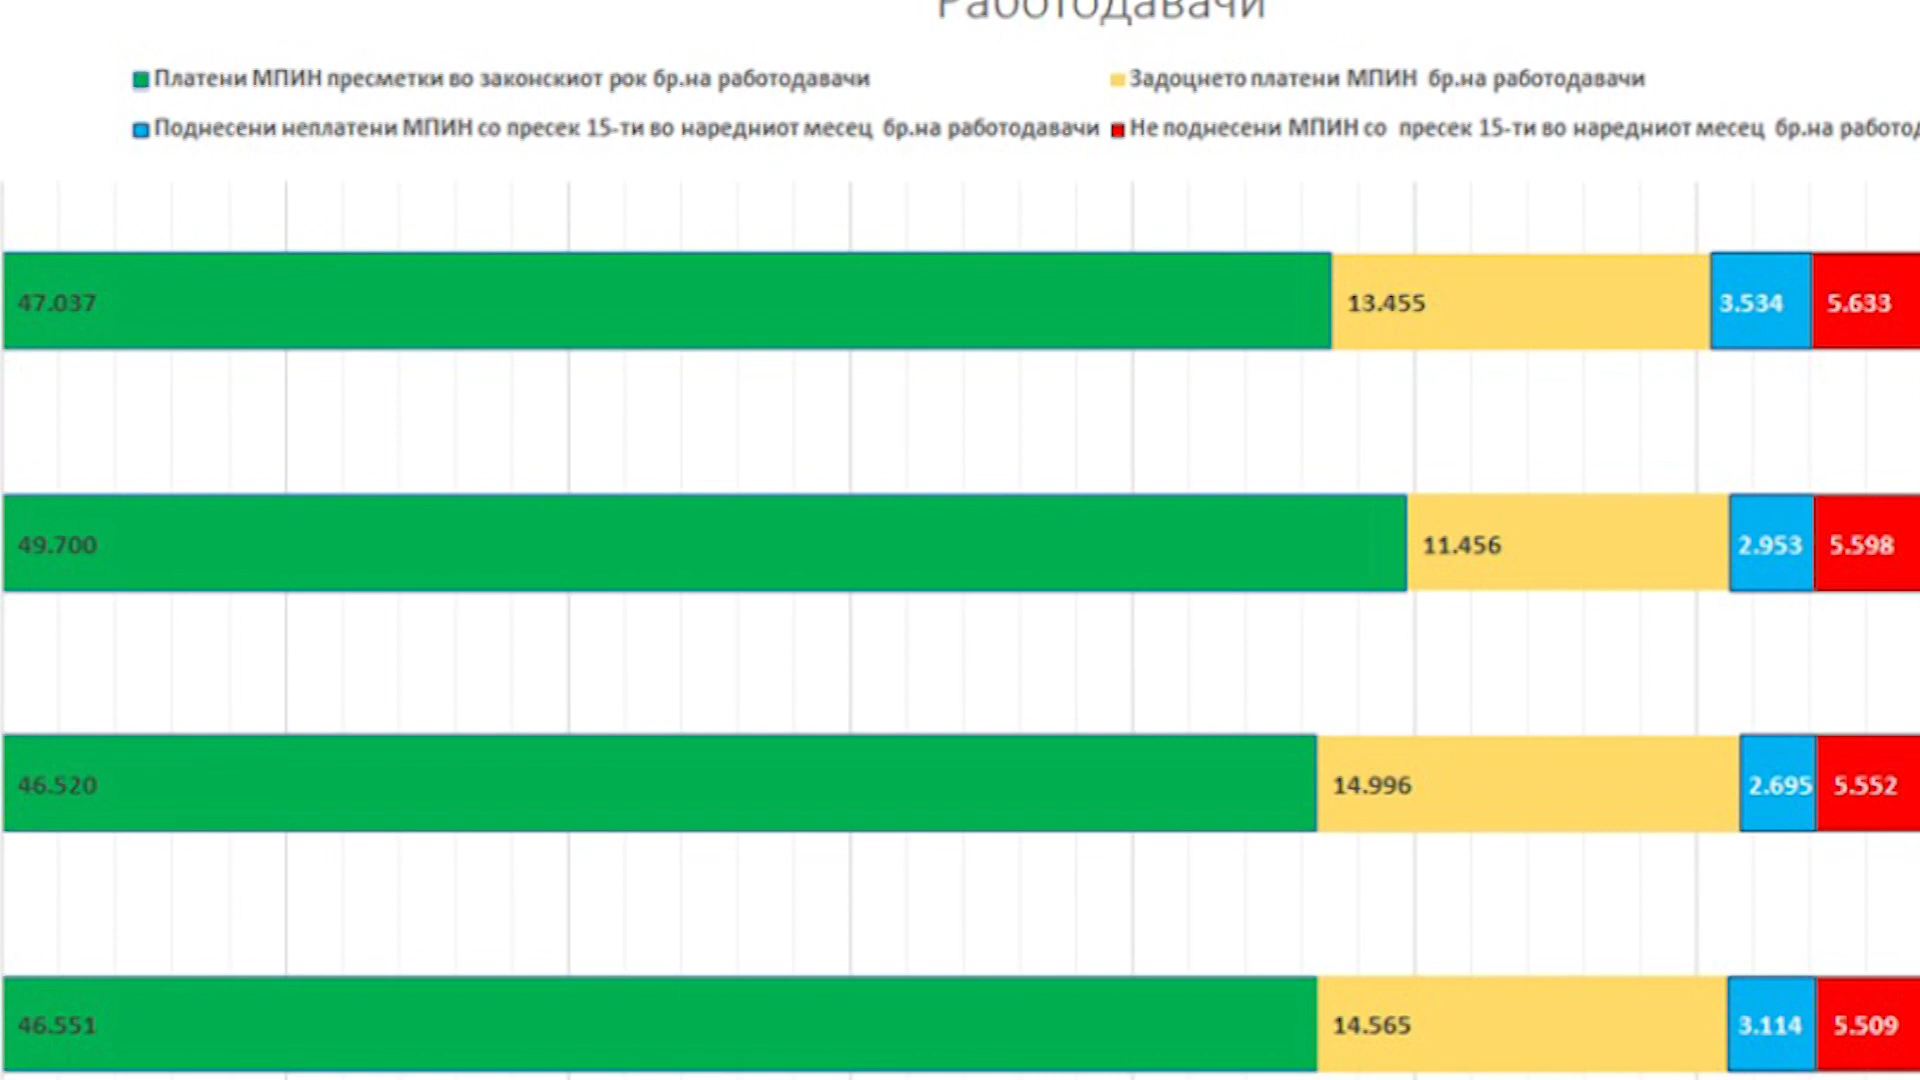 Работодавачи
Платени МПИН пресметки во законскиот рок бр.на работодавачи
Задоцнето платени МПИН бр.на работодавачи
Поднесени неплатени МПИН со пресек 15-ти во наредниот месец бр.на работодавачи
Не поднесени МПИН со пресек 15-ти во наредниот месец бр.на
47.037 13.455 3.534 5.633
49.700 11.456 2.953 5.598
46.520 14.996 2.695 5.552
46.551 14.565 3.114 5.509